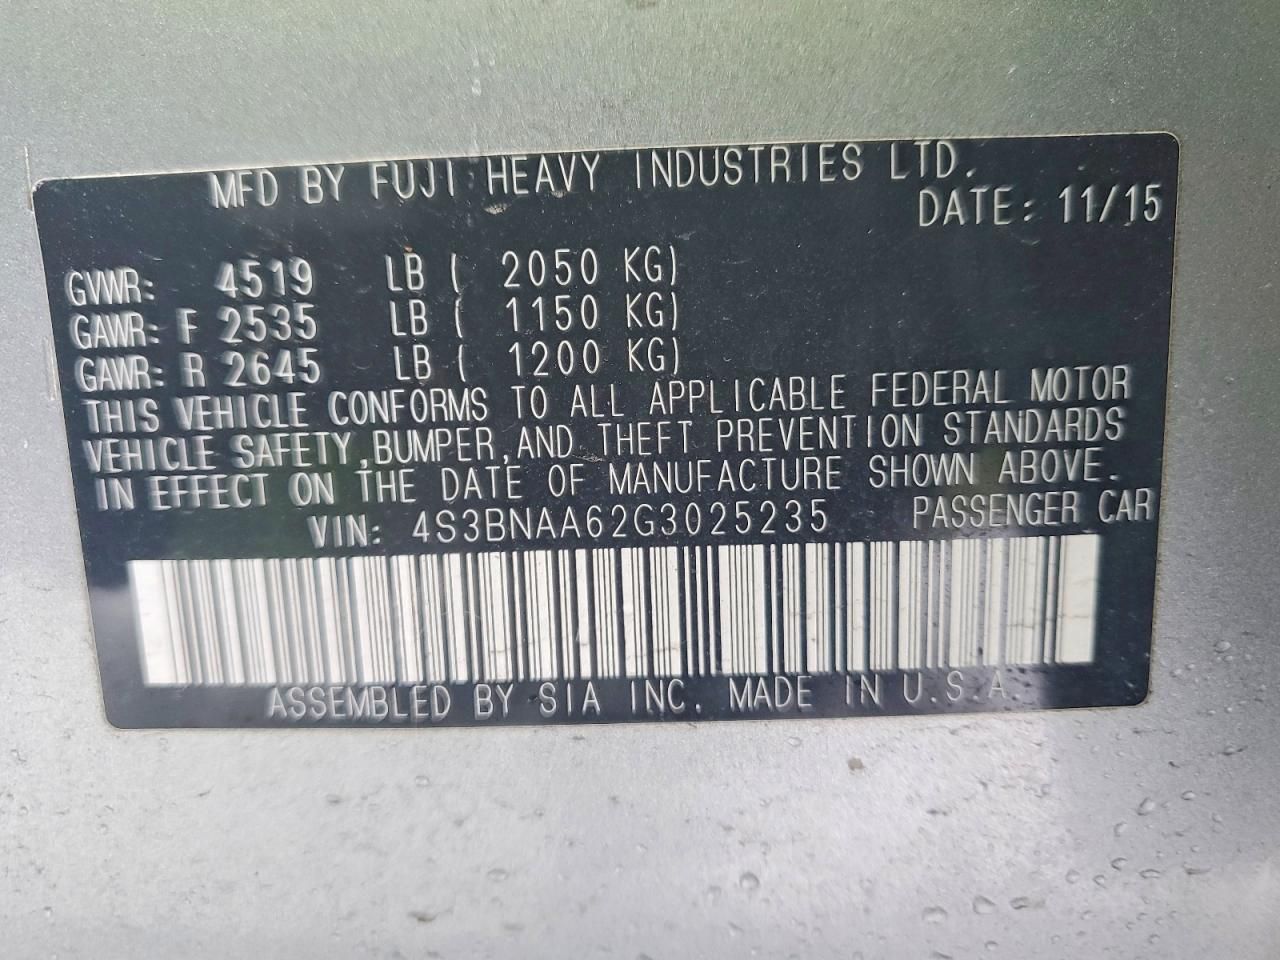 MFD BY FUJI HEAVY INDUSTRIES LTD.
DATE: 11/15
GVWR: 4519 LB ( 2050 KG)
GAWR: F 2535 LB ( 1150 KG)
GAWR: R 2645 LB ( 1200 KG)
THIS VEHICLE CONFORMS TO ALL APPLICABLE FEDERAL MOTOR
VEHICLE SAFETY,BUMPER,AND THEFT PREVENTION STANDARDS
IN EFFECT ON THE DATE OF MANUFACTURE SHOWN ABOVE.
VIN: 4S3BNAA62G3025235 PASSENGER CAR
ASSEMBLED BY SIA INC. MADE IN U.S.A.